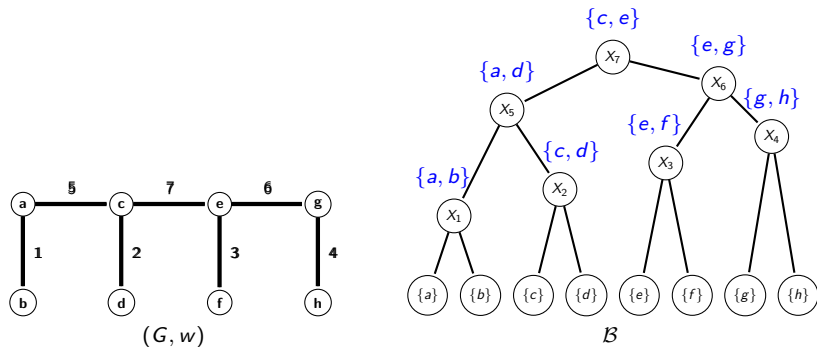 a 5 c 7 e 6 g
1 2 3 4
b d f h
(G, w)
{c, e}
X7
{e, g}
{a, d}
X6
X5
{g, h}
{e, f}
X4
{c, d}
X3
{a, b}
X2
X1
{a} {b} {c} {d} {e} {f} {g} {h}
B